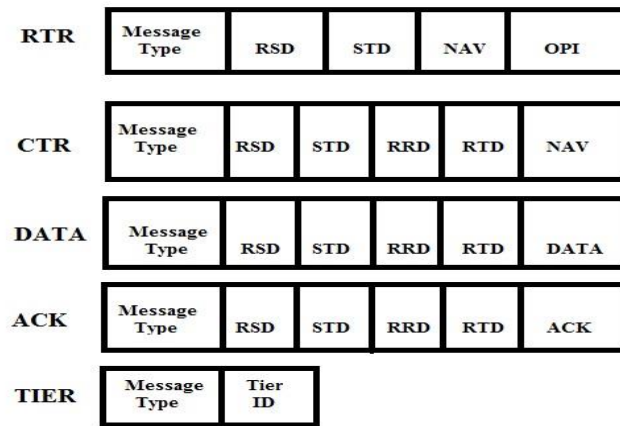 RTR Message Type RSD STD NAV OPI
CTR Message Type RSD STD RRD RTD NAV
DATA Message Type RSD STD RRD RTD DATA
ACK Message Type RSD STD RRD RTD ACK
TIER Message Type Tier ID